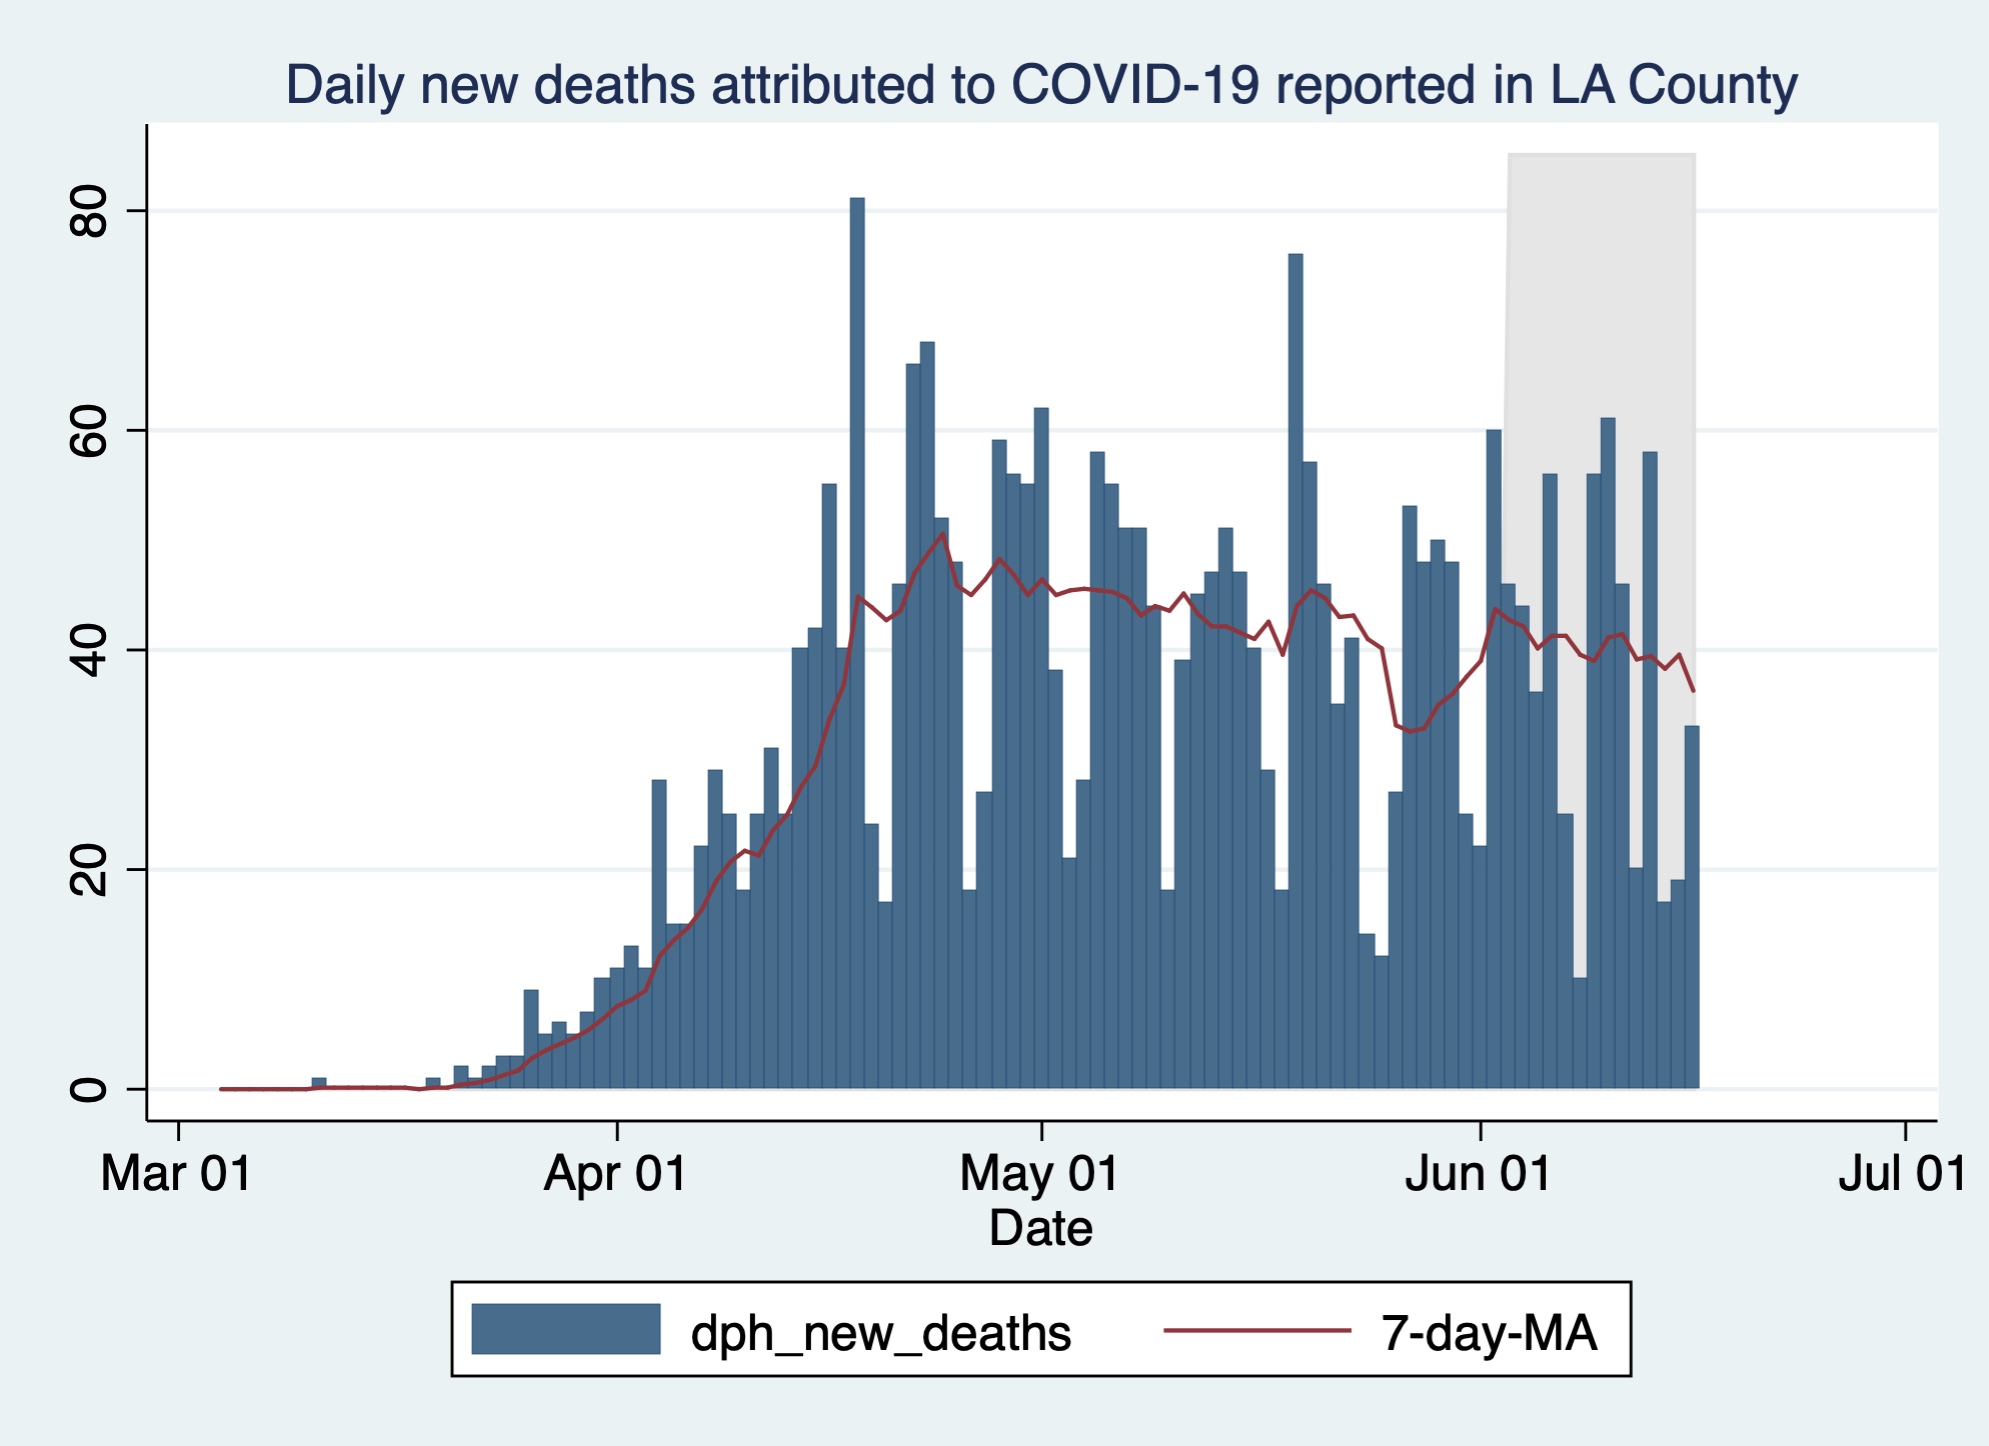 Daily new deaths attributed to COVID-19 reported in LA County
80
60
40
20
0
Mar 01 Apr 01 May 01 Jun 01 Jul 01
Date
dph_new_deaths 7-day-MA